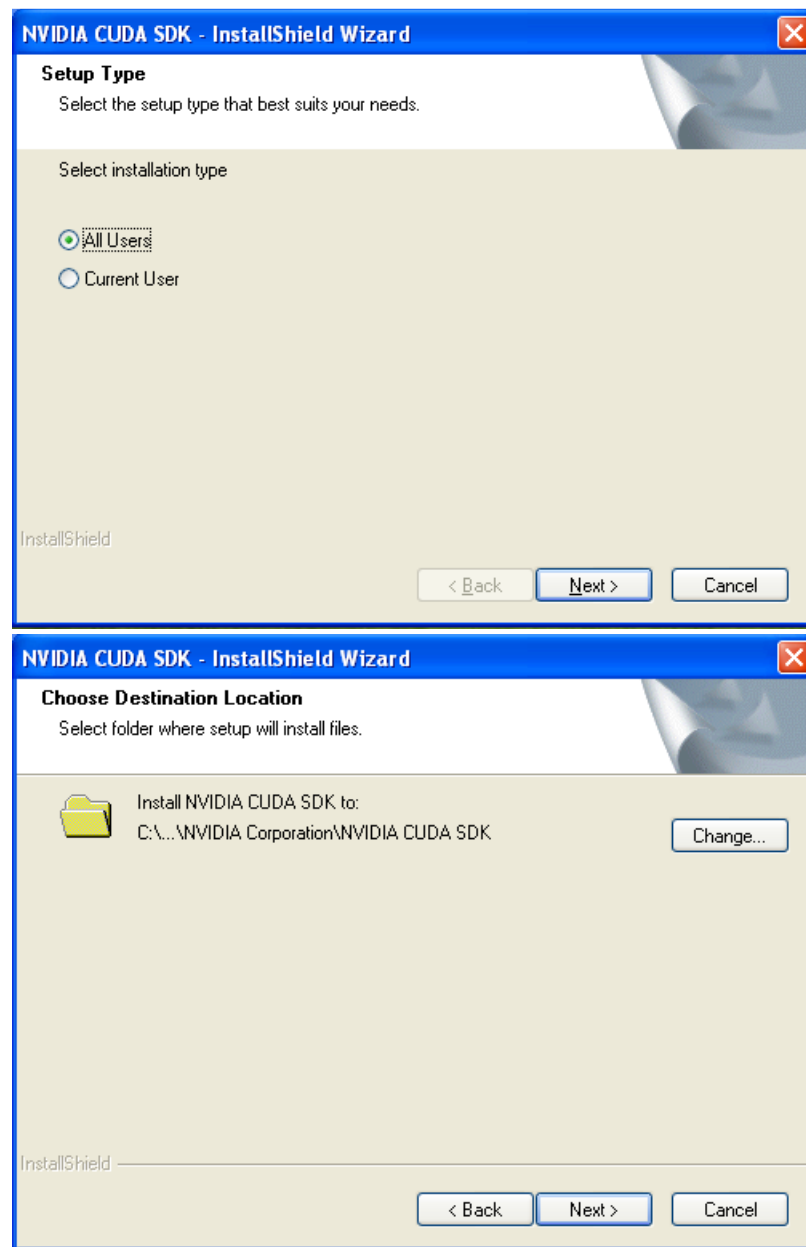 NVIDIA CUDA SDK - InstallShield Wizard
Setup Type
Select the setup type that best suits your needs.
Select installation type
All Users
Current User
InstallShield
< Back
Next >
Cancel
NVIDIA CUDA SDK - InstallShield Wizard
Choose Destination Location
Select folder where setup will install files.
Install NVIDIA CUDA SDK to:
C:\...\NVIDIA Corporation\NVIDIA CUDA SDK
Change...
InstallShield
< Back
Next >
Cancel